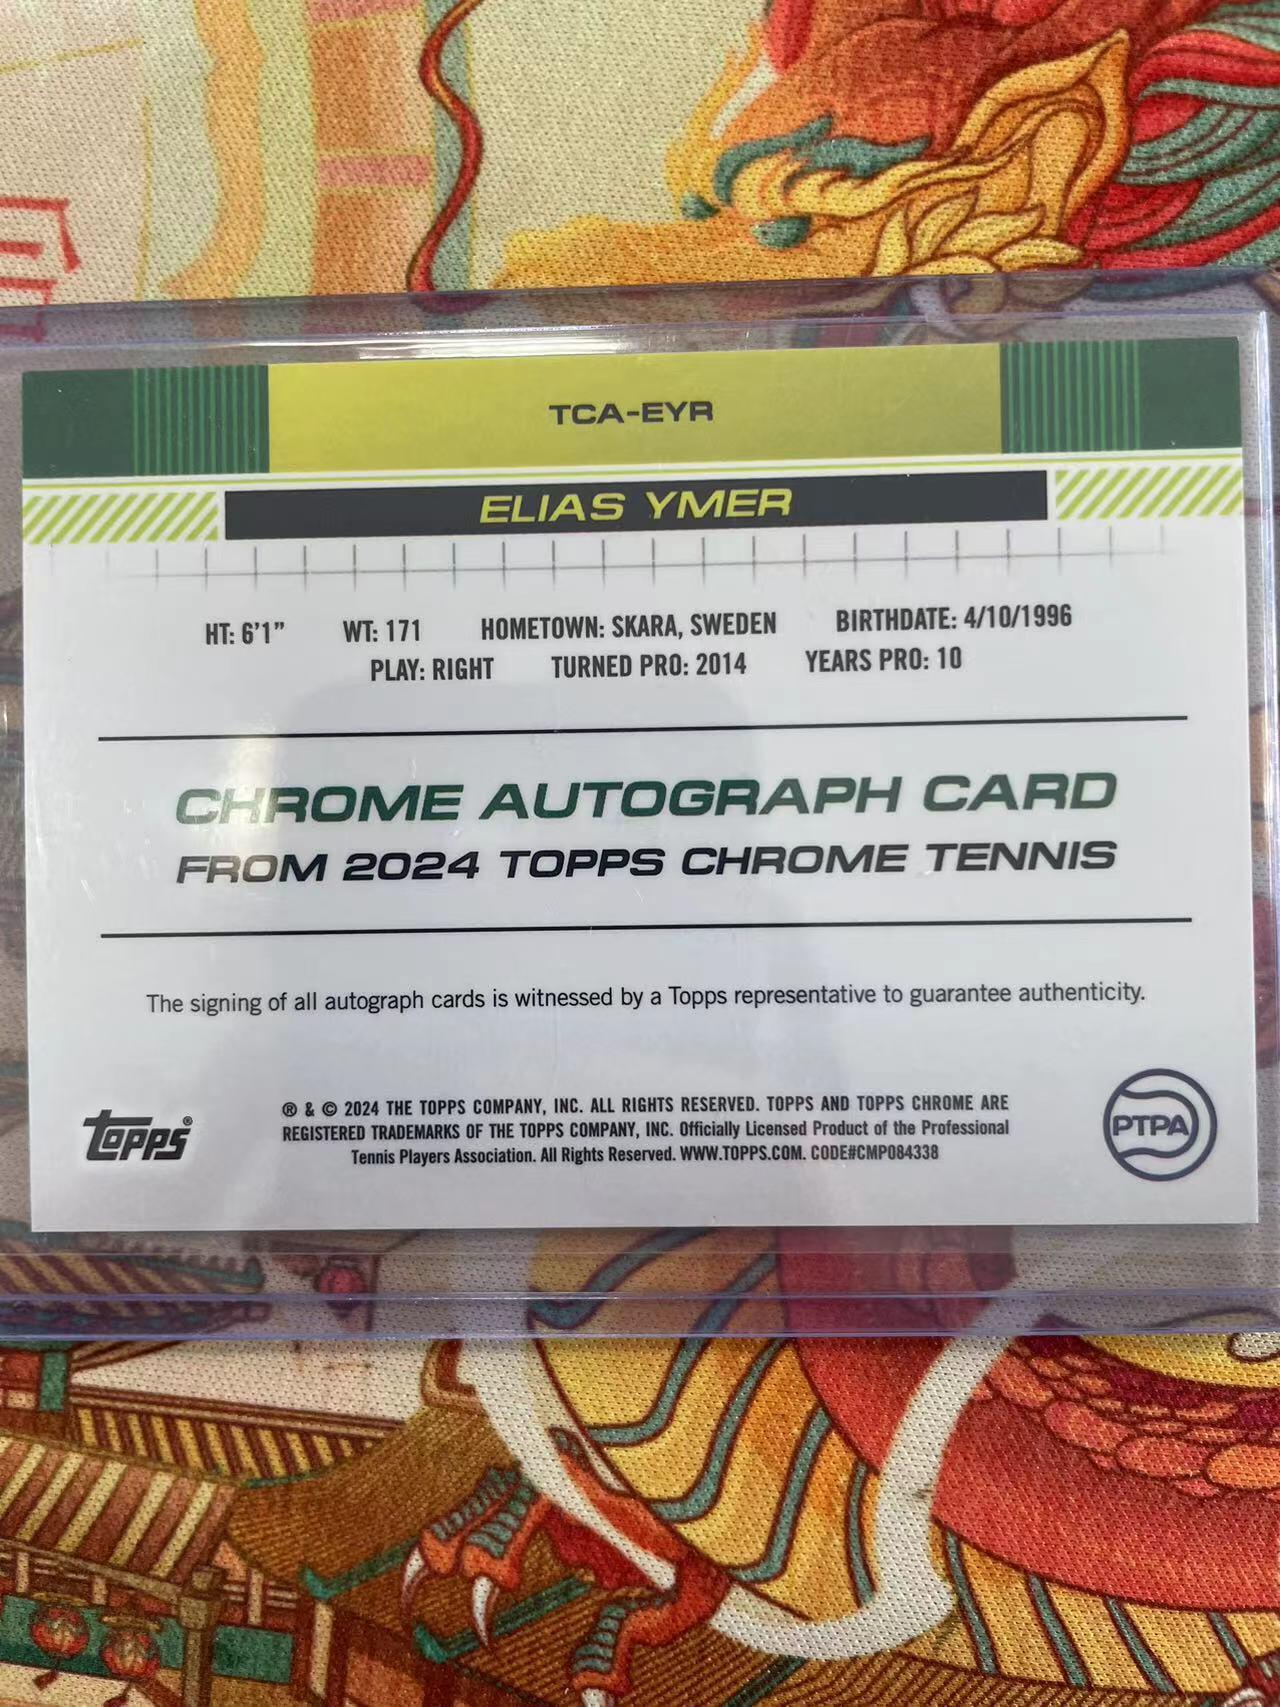 TCA-EYR
ELIAS YMER
HT: 6'1" WT: 171 HOMETOWN: SKARA, SWEDEN BIRTHDATE: 4/10/1996
PLAY: RIGHT TURNED PRO: 2014 YEARS PRO: 10
CHROME AUTOGRAPH CARD
FROM 2024 TOPPS CHROME TENNIS
The signing of all autograph cards is witnessed by a Topps representative to guarantee authenticity.
topps®
® & © 2024 THE TOPPS COMPANY, INC. ALL RIGHTS RESERVED. TOPPS AND TOPPS CHROME ARE
REGISTERED TRADEMARKS OF THE TOPPS COMPANY, INC. Officially Licensed Product of the Professional
Tennis Players Association. All Rights Reserved. WWW.TOPPS.COM. CODE#CMP084338
PTPA